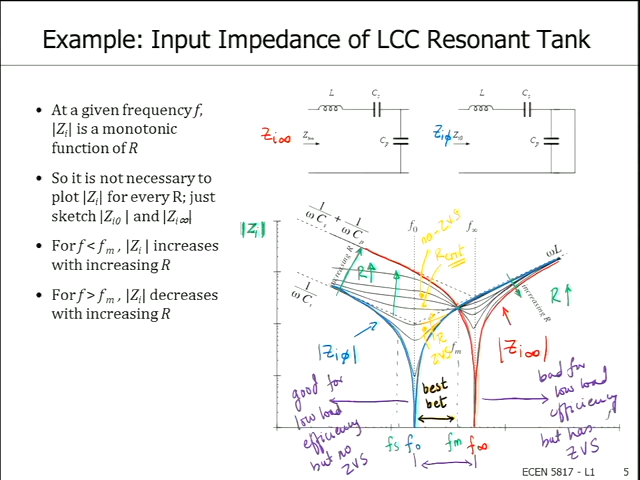 Example: Input Impedance of LCC Resonant Tank
• At a given frequency f,
|Zi| is a monotonic
function of R
• So it is not necessary to
plot |Zi| for every R; just
sketch |Zi0 | and |Zi∞|
• For f < fm , |Zi | increases
with increasing R
• For f > fm , |Zi| decreases
with increasing R
L Cs
Zi∞ Zi∞
Cp
L Cs
Ziϕ Zi0
Cp
|Zi|
1/ωCs + 1/ωCp
f0
no-ZVS
f∞
Rcrit
ωL
increasing R
R↑
1/ωCs
increasing R
R↑
R
ZVS
|Ziϕ|
fm
|Zi∞|
good for
low load
efficiency
but no
ZVS
best
bet
bad for
low load
efficiency
but has
ZVS
f
fs f0 fm f∞
ECEN 5817 - L1 5